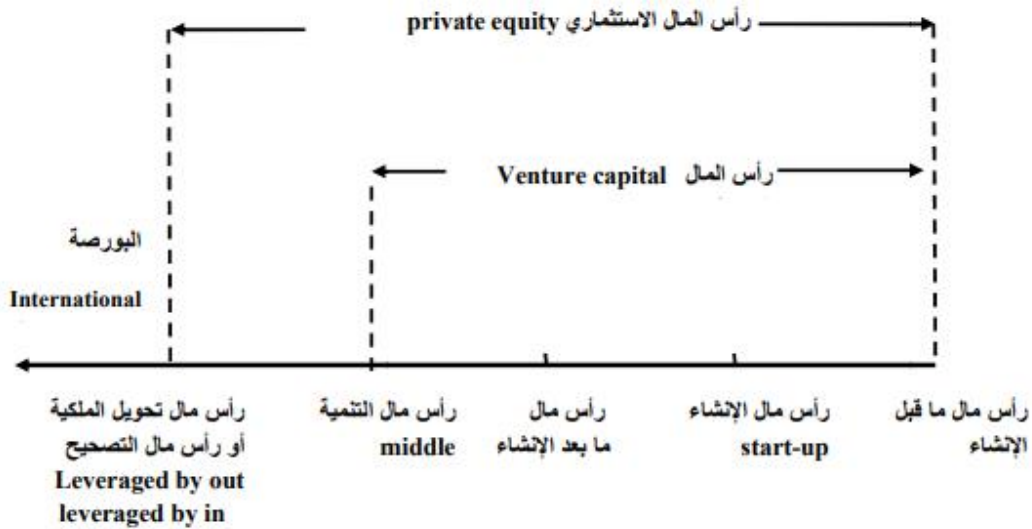 رأس المال الاستثماري private equity
رأس المال Venture capital
البورصة
International
رأس مال ما قبل
الإنشاء
رأس مال الإنشاء
start-up
رأس مال
ما بعد الإنشاء
رأس مال التنمية
middle
رأس مال تحويل الملكية
أو رأس مال التصحيح
Leveraged by out
leveraged by in